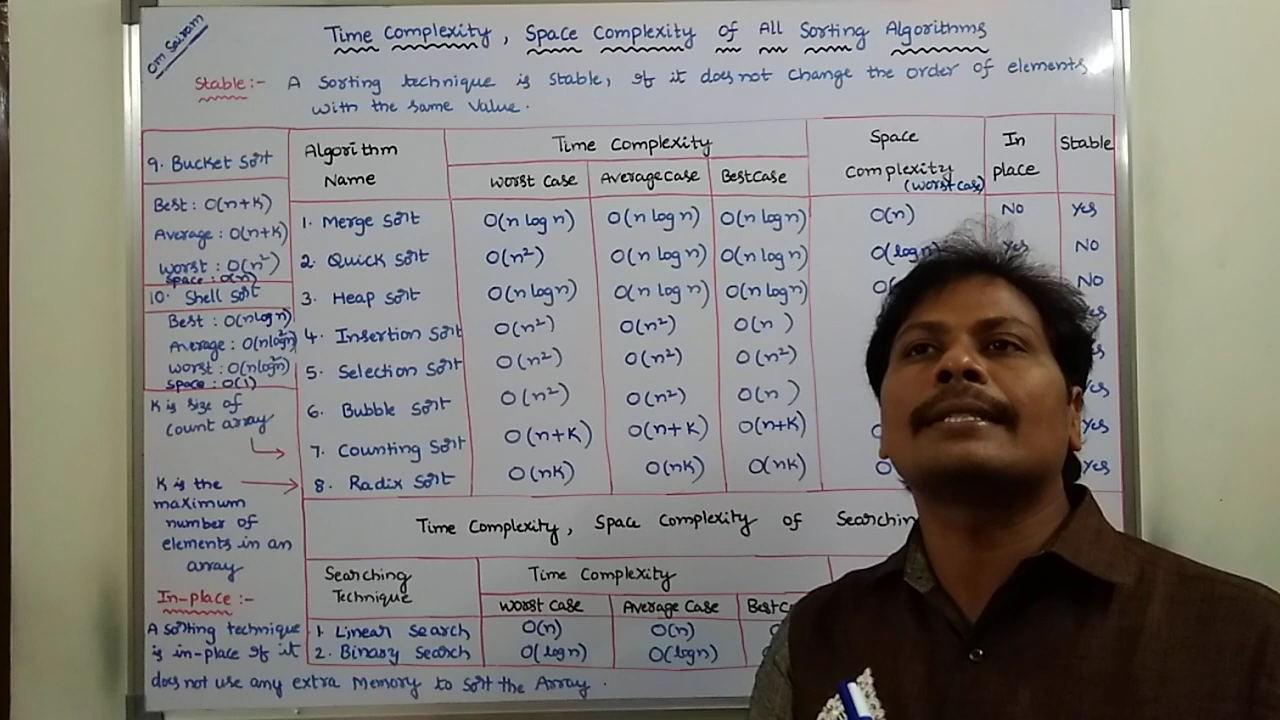 Om Sairam
Time Complexity, Space Complexity of All Sorting Algorithms
Stable:- A Sorting technique is stable, if it does not change the order of elements
with the same value.
9. Bucket Sort
Best: O(n+k)
Average: O(n+k)
Worst: O(n²)
Space: O(n)
10. Shell Sort
Best: O(nlogn)
Average: O(nlog²n)
Worst: O(nlog²n)
Space: O(1)
K is size of
count array
K is the
maximum
number of
elements in an
array
In-place:-
A sorting technique
is in-place if it
does not use any extra Memory to sort the Array.
Algorithm Name Time Complexity Space Complexity (worst case) In place Stable
Worst Case Average Case Best Case
1. Merge Sort O(n log n) O(n log n) O(n log n) O(n) No Yes
2. Quick Sort O(n²) O(n log n) O(n log n) O(log n) Yes No
3. Heap Sort O(n log n) O(n log n) O(n log n) No
4. Insertion Sort O(n²) O(n²) O(n)
5. Selection Sort O(n²) O(n²) O(n²)
6. Bubble Sort O(n²) O(n²) O(n) Yes
7. Counting Sort O(n+k) O(n+k) O(n+k) Yes
8. Radix Sort O(nk) O(nk) O(nk) Yes
Time Complexity, Space Complexity of Searchin
Searching Technique Time Complexity
Worst Case Average Case Best C
1. Linear Search O(n) O(n)
2. Binary Search O(log n) O(log n)